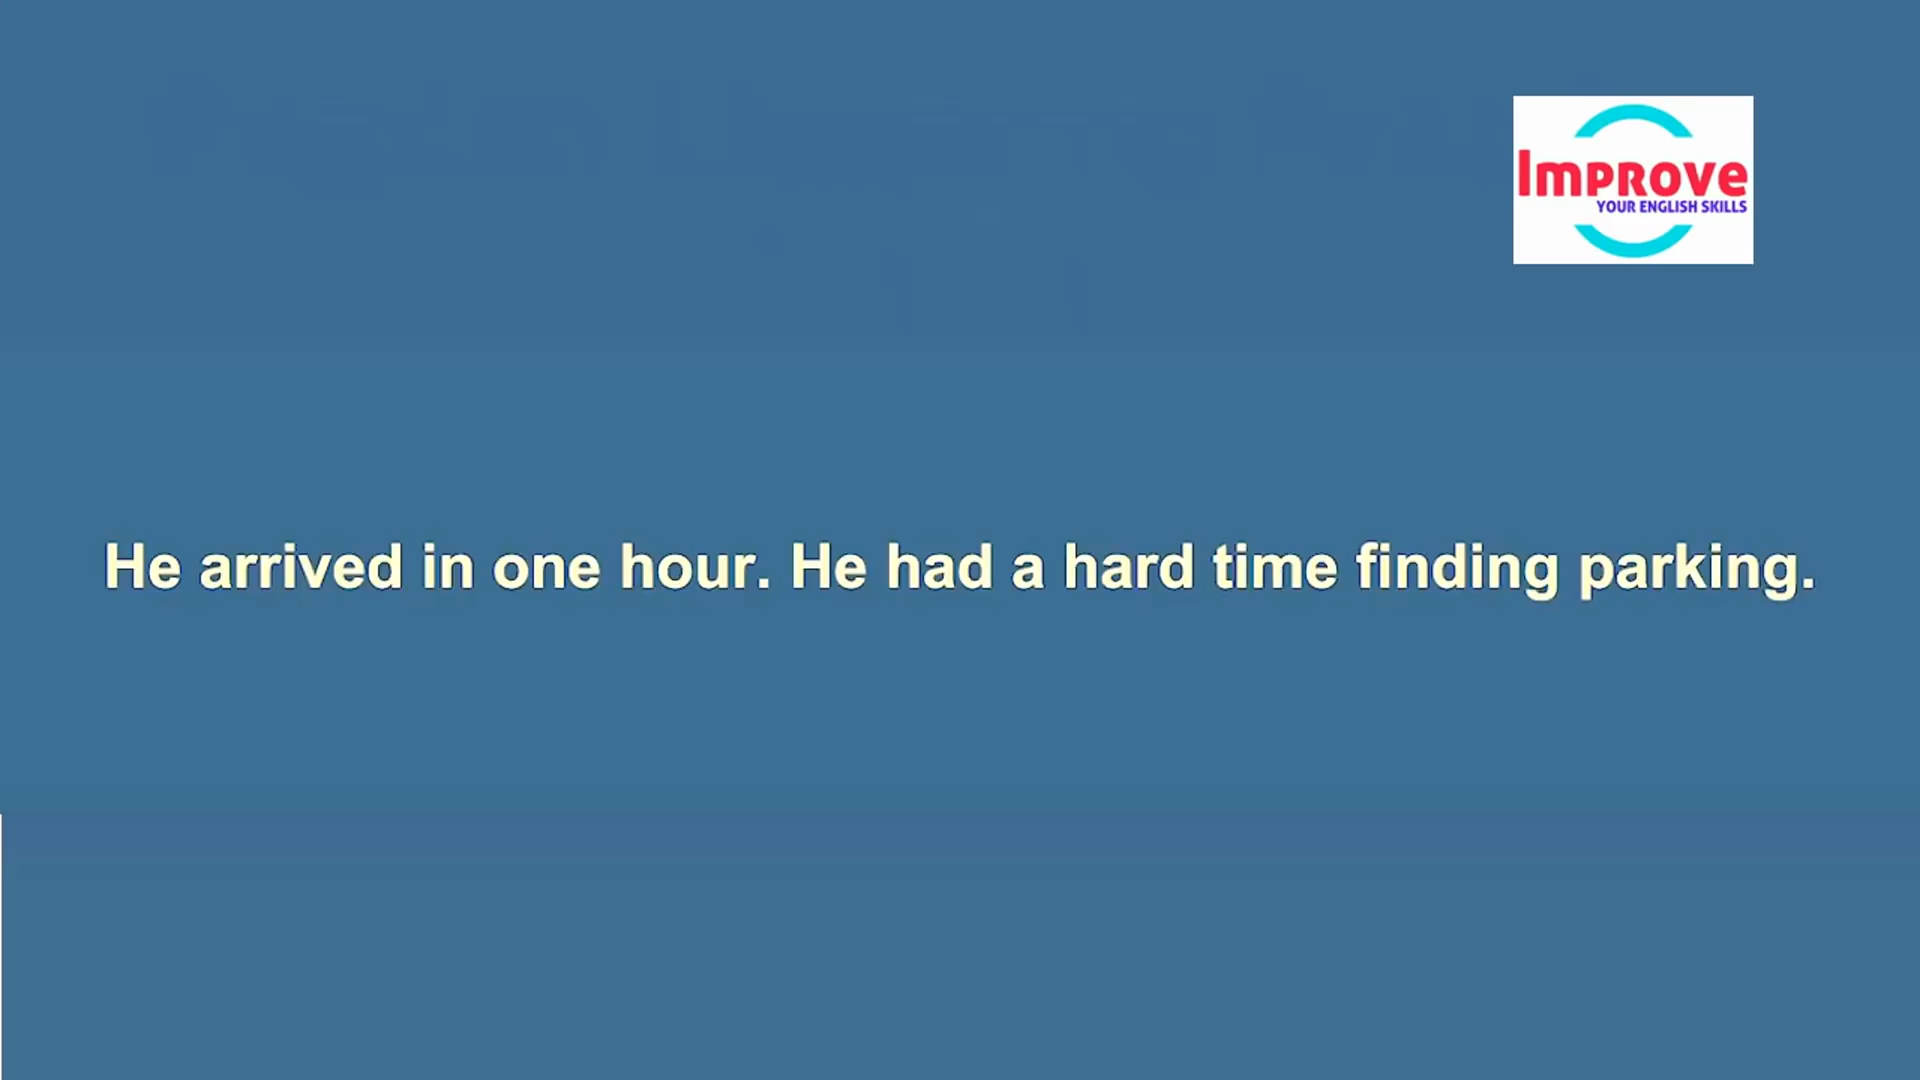 Improve
YOUR ENGLISH SKILLS
He arrived in one hour. He had a hard time finding parking.